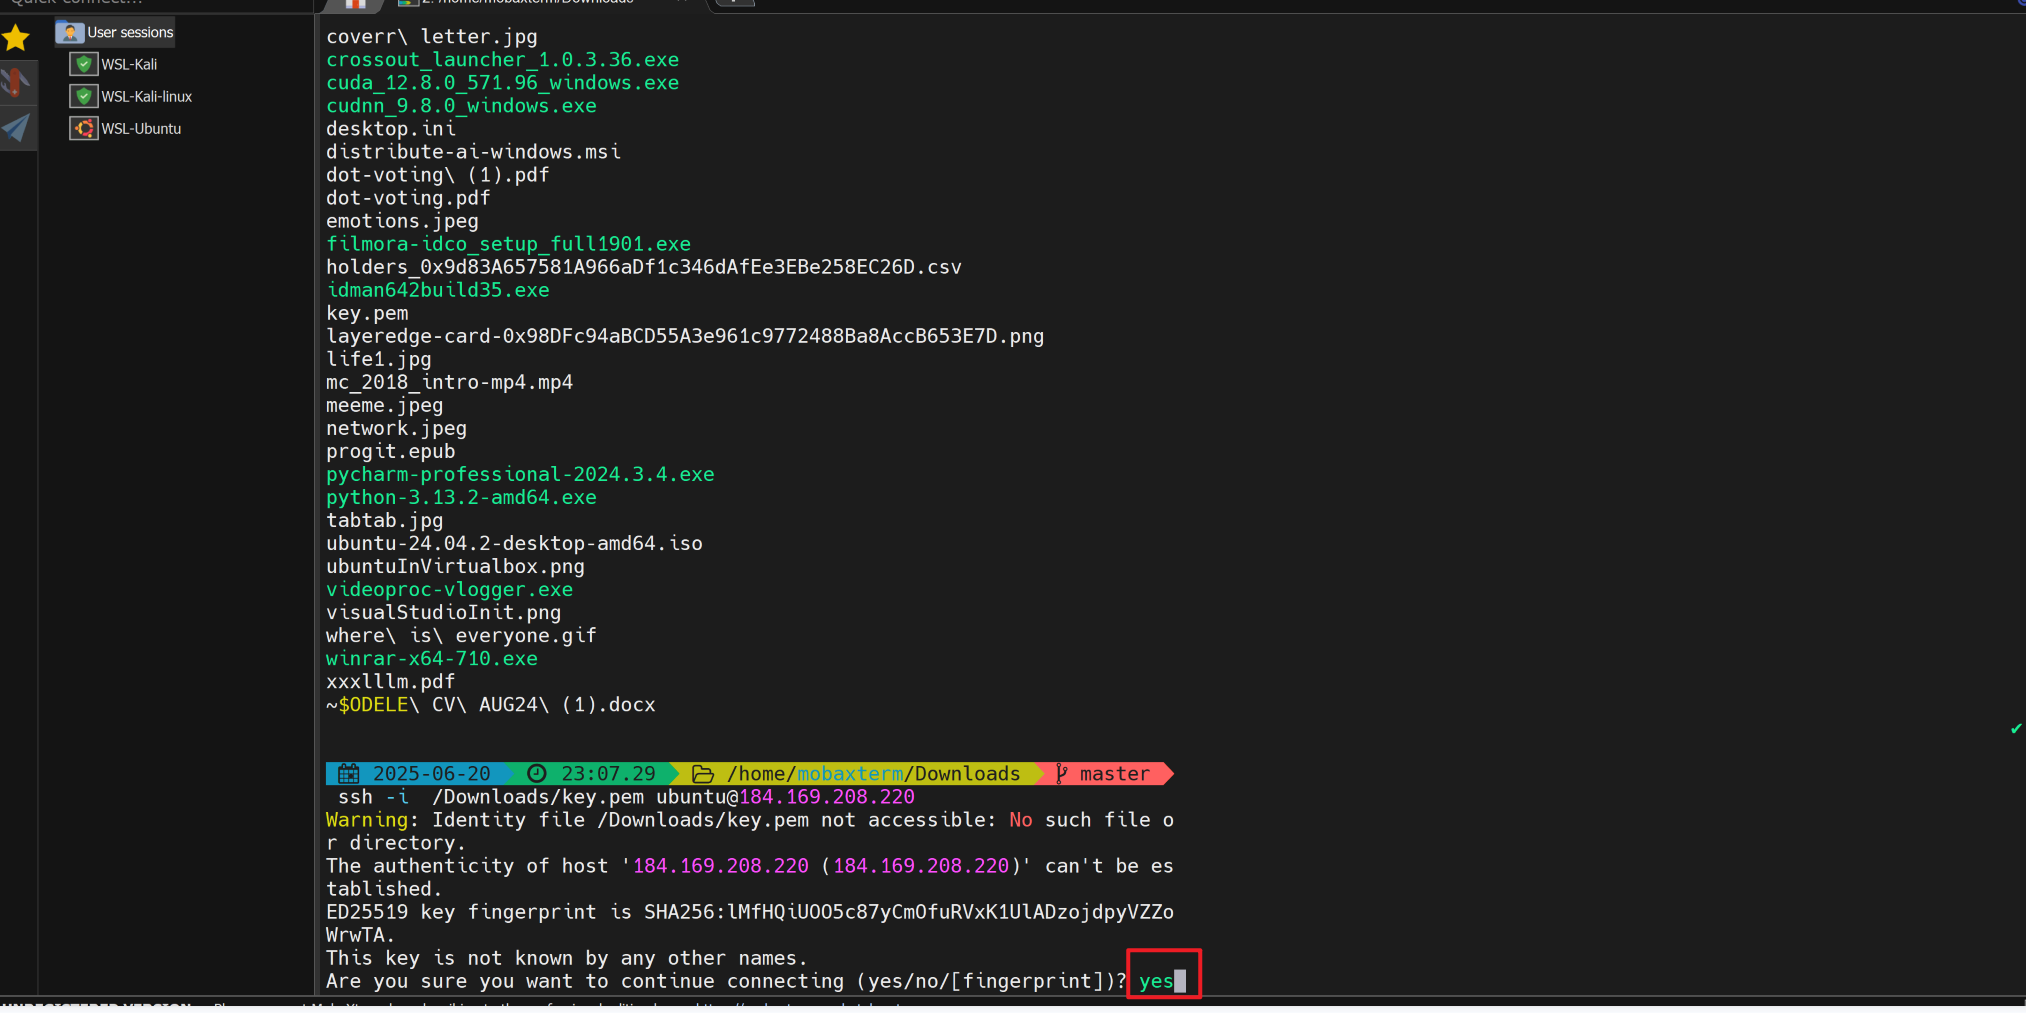 User sessions
WSL-Kali
WSL-Kali-linux
WSL-Ubuntu
coverr\ letter.jpg
crossout_launcher_1.0.3.36.exe
cuda_12.8.0_571.96_windows.exe
cudnn_9.8.0_windows.exe
desktop.ini
distribute-ai-windows.msi
dot-voting\ (1).pdf
dot-voting.pdf
emotions.jpeg
filmora-idco_setup_full1901.exe
holders_0x9d83A657581A966aDf1c346dAfEe3EBe258EC26D.csv
idman642build35.exe
key.pem
layeredge-card-0x98DFc94aBCD55A3e961c9772488Ba8AccB653E7D.png
life1.jpg
mc_2018_intro-mp4.mp4
meeme.jpeg
network.jpeg
progit.epub
pycharm-professional-2024.3.4.exe
python-3.13.2-amd64.exe
tabtab.jpg
ubuntu-24.04.2-desktop-amd64.iso
ubuntuInVirtualbox.png
videoproc-vlogger.exe
visualStudioInit.png
where\ is\ everyone.gif
winrar-x64-710.exe
xxxlllm.pdf
~$ODELE\ CV\ AUG24\ (1).docx
2025-06-20 23:07.29 /home/mobaxterm/Downloads master
ssh -i  /Downloads/key.pem ubuntu@184.169.208.220
Warning: Identity file /Downloads/key.pem not accessible: No such file o
r directory.
The authenticity of host '184.169.208.220 (184.169.208.220)' can't be es
tablished.
ED25519 key fingerprint is SHA256:lMfHQiUOO5c87yCmOfuRVxK1UlADzojdpyVZZo
WrwTA.
This key is not known by any other names.
Are you sure you want to continue connecting (yes/no/[fingerprint])? yes